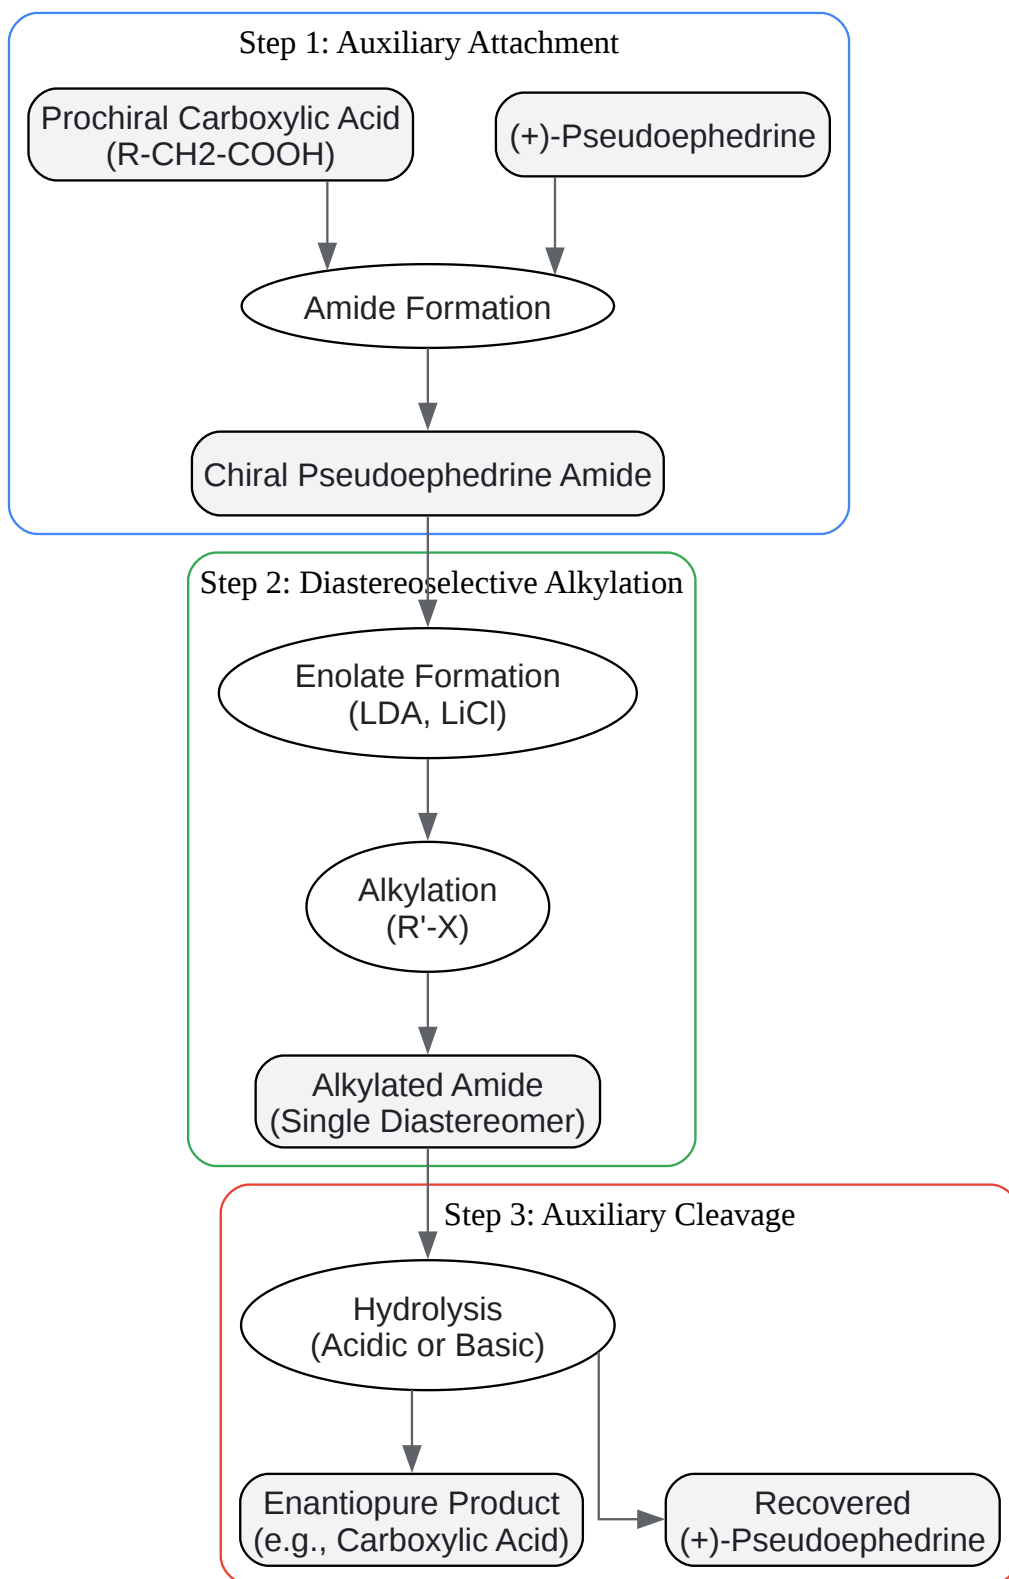 Step 1: Auxiliary Attachment
Prochiral Carboxylic Acid
(R-CH2-COOH)
(+)-Pseudoephedrine
Amide Formation
Chiral Pseudoephedrine Amide
Step 2: Diastereoselective Alkylation
Enolate Formation
(LDA, LiCl)
Alkylation
(R'-X)
Alkylated Amide
(Single Diastereomer)
Step 3: Auxiliary Cleavage
Hydrolysis
(Acidic or Basic)
Enantiopure Product
(e.g., Carboxylic Acid)
Recovered
(+)-Pseudoephedrine